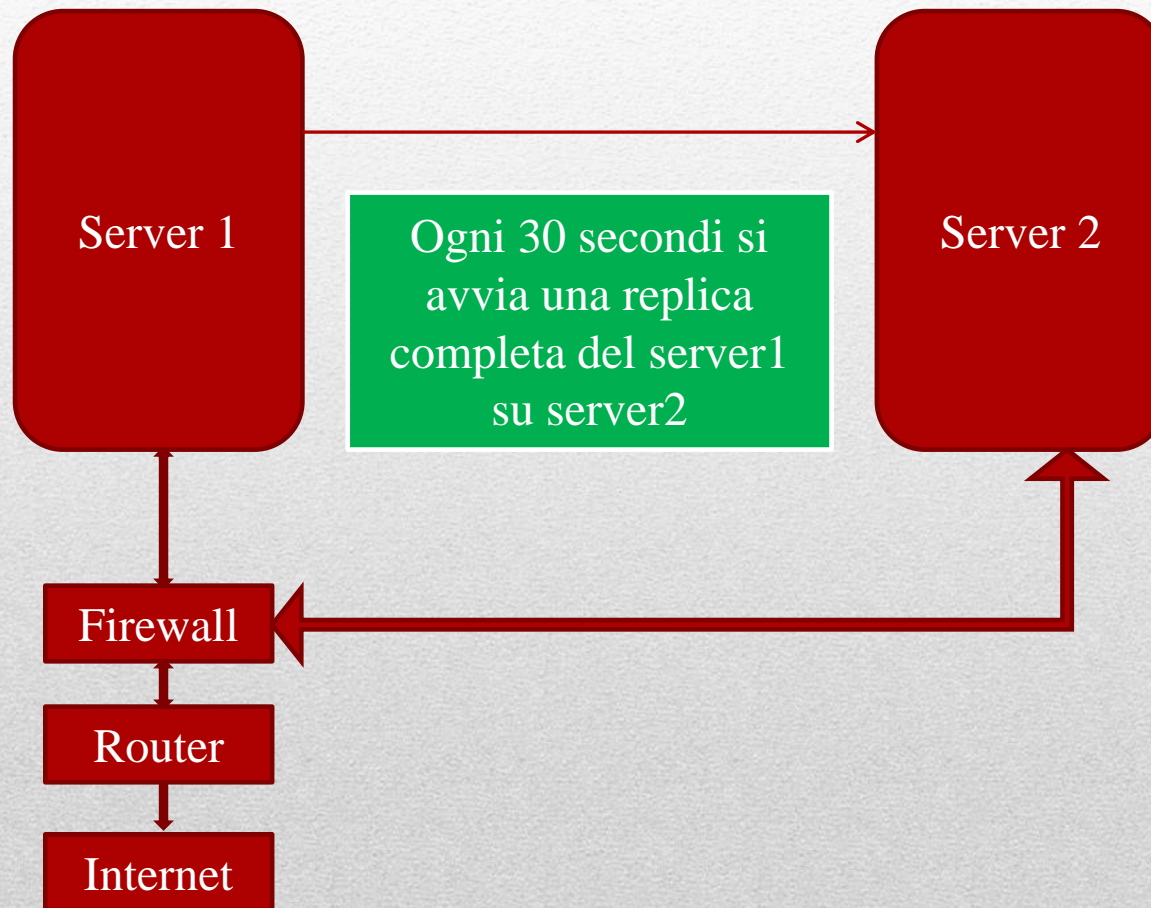 Server 1
Server 2
Ogni 30 secondi si
avvia una replica
completa del server1
su server2
Firewall
Router
Internet